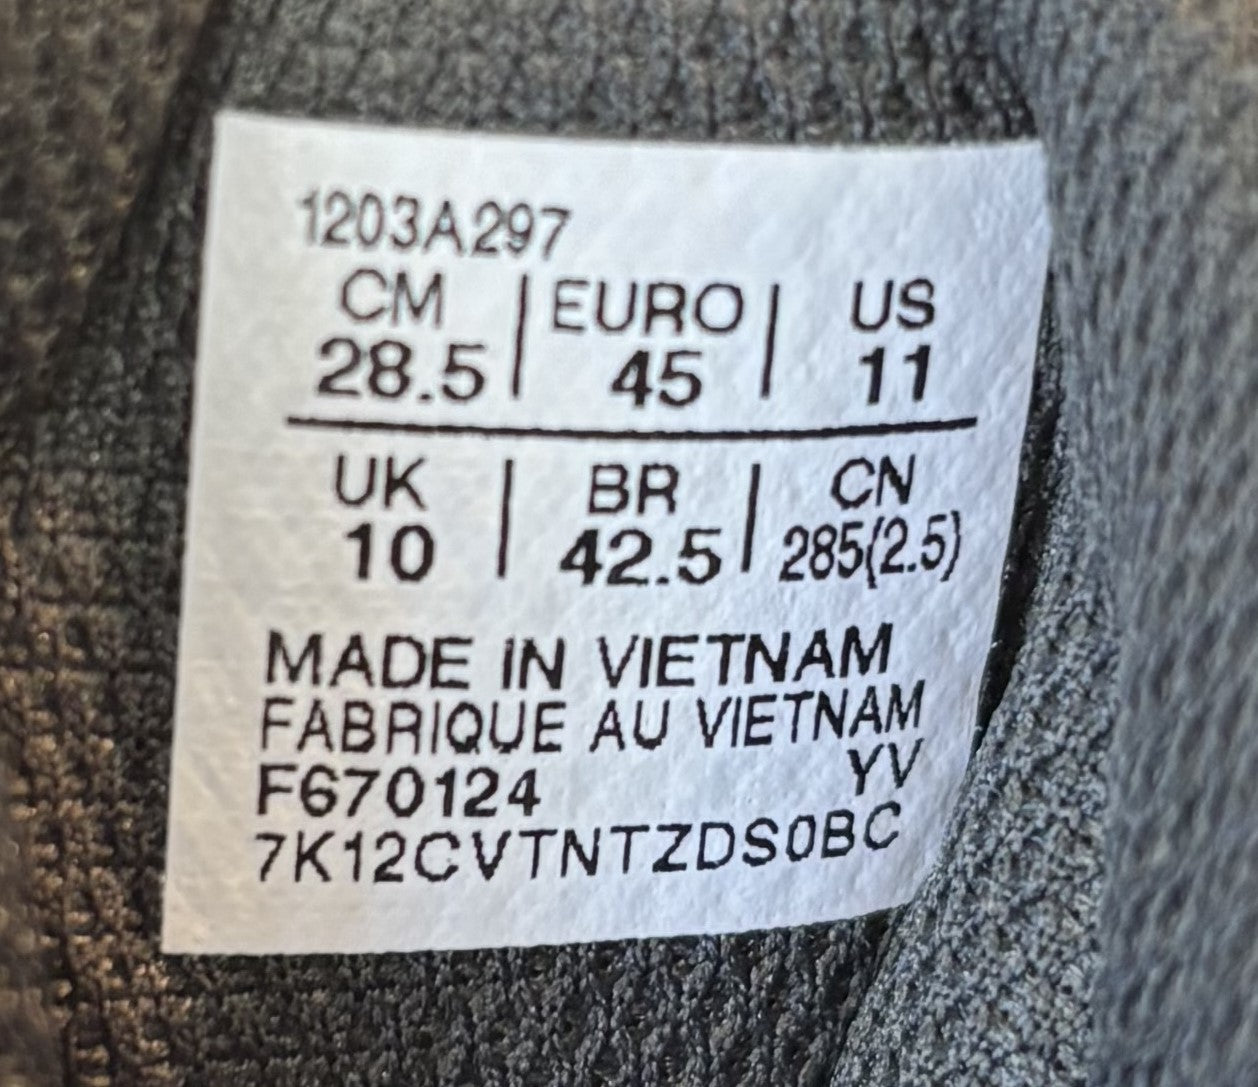 1203A297
CM | EURO | US
28.5 | 45 | 11
UK | BR | CN
10 | 42.5 | 285(2.5)
MADE IN VIETNAM
FABRIQUE AU VIETNAM
F670124 YV
7K12CVTNTZDS0BC